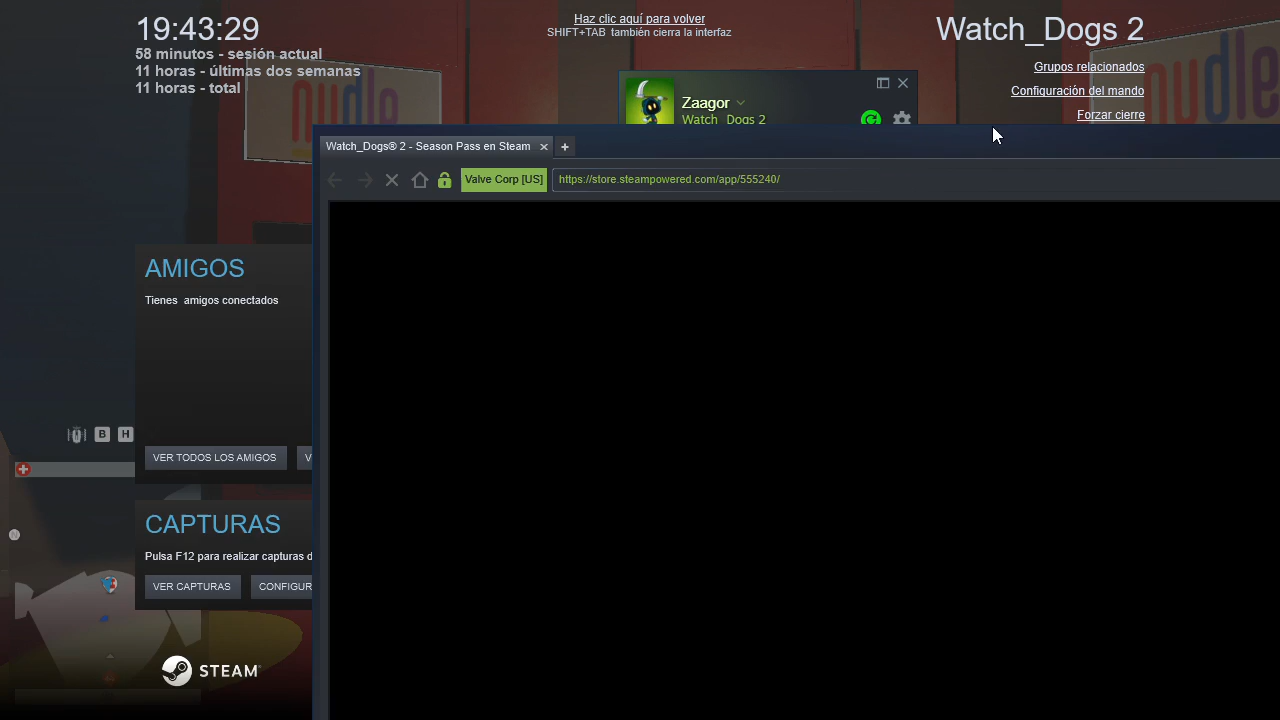 19:43:29
58 minutos - sesión actual
11 horas - últimas dos semanas
11 horas - total
Haz clic aquí para volver
SHIFT+TAB también cierra la interfaz
Watch_Dogs 2
Grupos relacionados
Configuración del mando
Forzar cierre
nudle
nudle
Zaagor
Watch_Dogs 2
Watch_Dogs® 2 - Season Pass en Steam
Valve Corp [US]
https://store.steampowered.com/app/555240/
AMIGOS
Tienes amigos conectados
B H
VER TODOS LOS AMIGOS
V
CAPTURAS
Pulsa F12 para realizar capturas d
VER CAPTURAS
CONFIGUR
STEAM